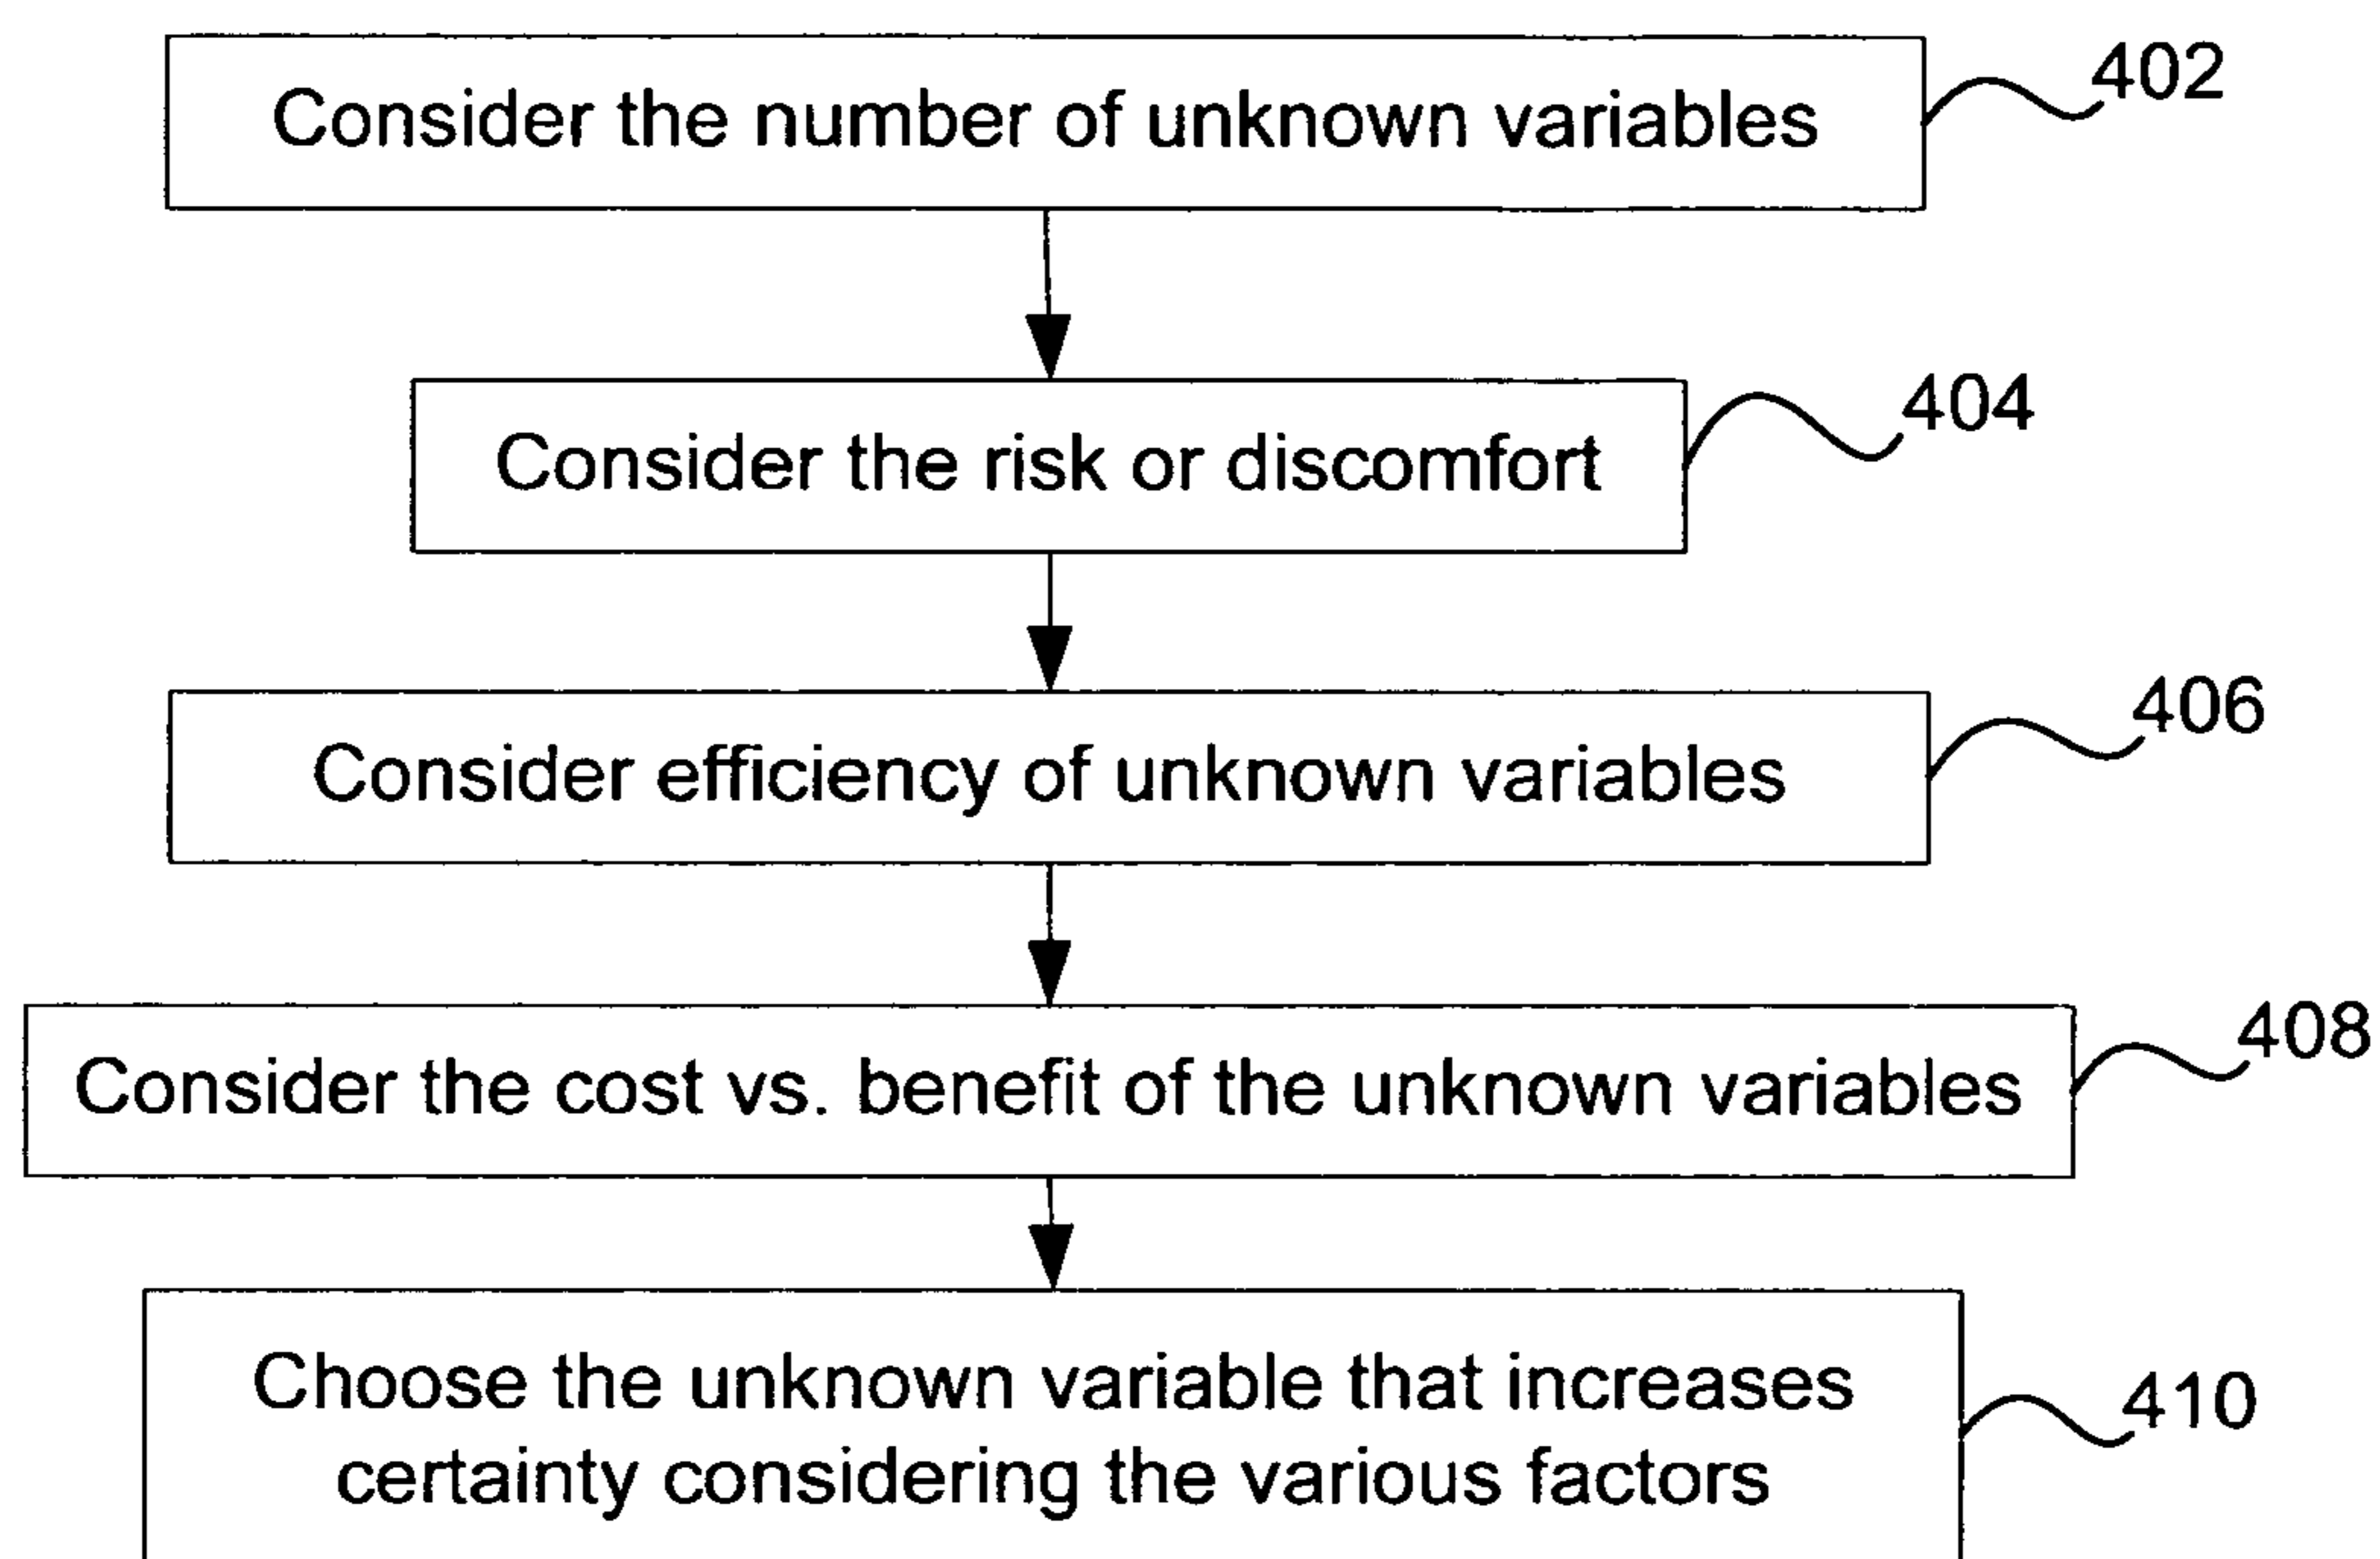 Consider the number of unknown variables
402
Consider the risk or discomfort
404
Consider efficiency of unknown variables
406
Consider the cost vs. benefit of the unknown variables
408
Choose the unknown variable that increases
certainty considering the various factors
410